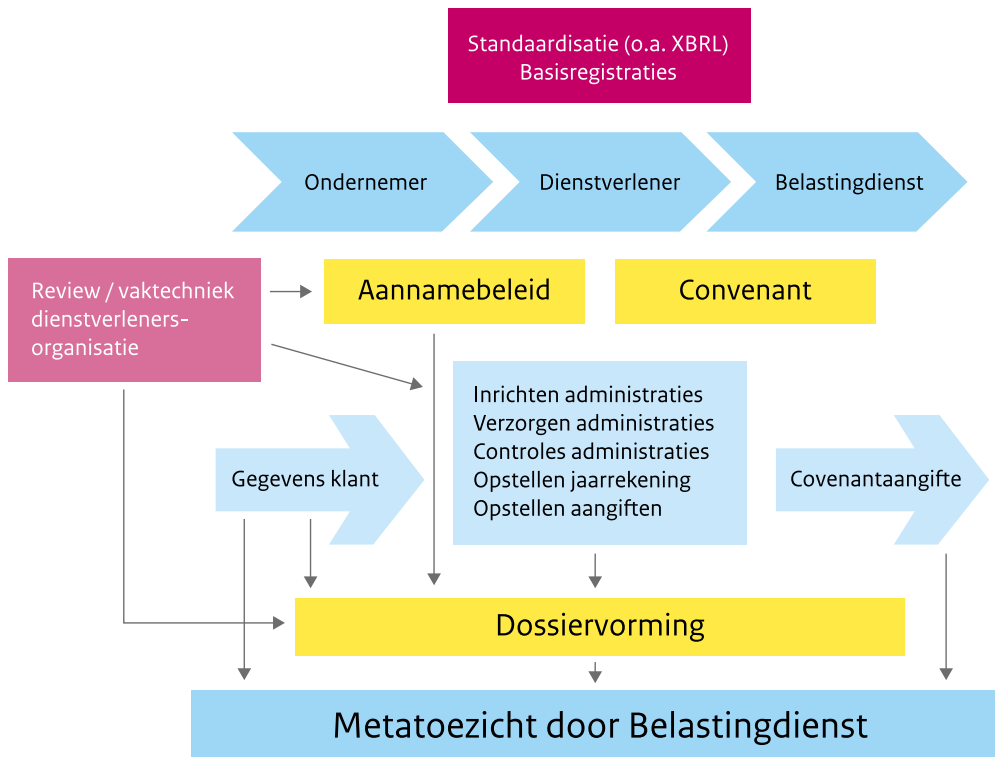 Standaardisatie (o.a. XBRL)
Basisregistraties
Ondernemer
Dienstverlener
Belastingdienst
Review / vaktechniek
dienstverleners-
organisatie
Aannamebeleid
Convenant
Inrichten administraties
Verzorgen administraties
Controles administraties
Opstellen jaarrekening
Opstellen aangiften
Gegevens klant
Covenantaangifte
Dossiervorming
Metatoezicht door Belastingdienst